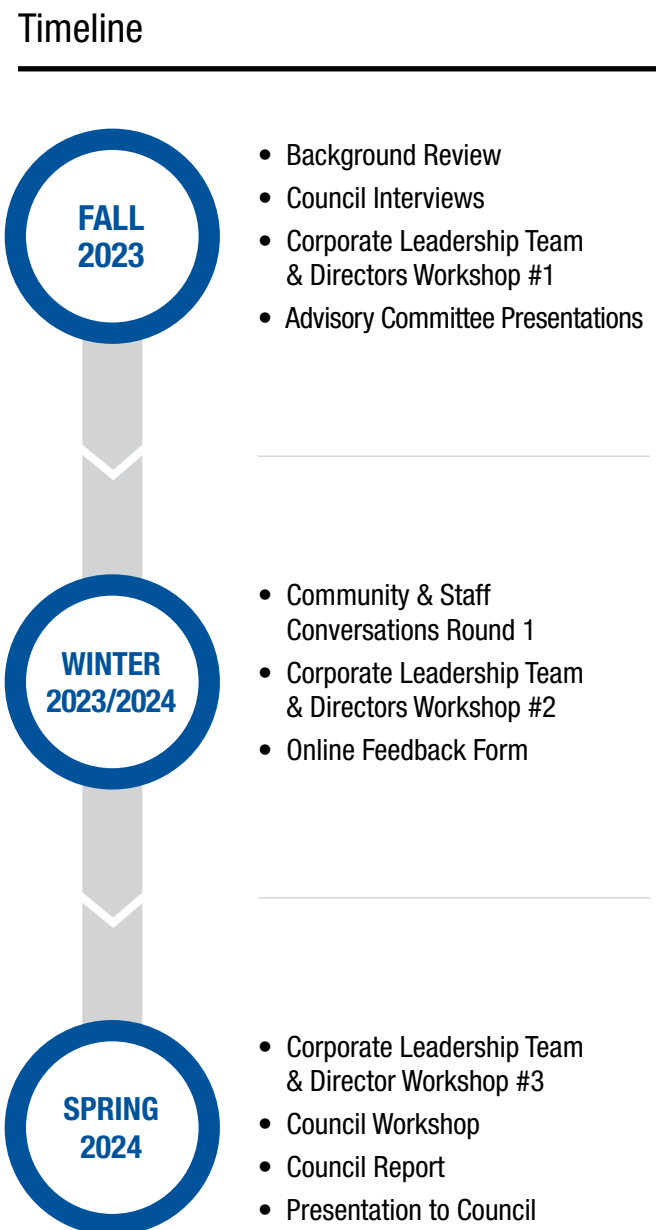 Timeline
FALL
2023
• Background Review
• Council Interviews
• Corporate Leadership Team
& Directors Workshop #1
• Advisory Committee Presentations
WINTER
2023/2024
• Community & Staff
Conversations Round 1
• Corporate Leadership Team
& Directors Workshop #2
• Online Feedback Form
SPRING
2024
• Corporate Leadership Team
& Director Workshop #3
• Council Workshop
• Council Report
• Presentation to Council